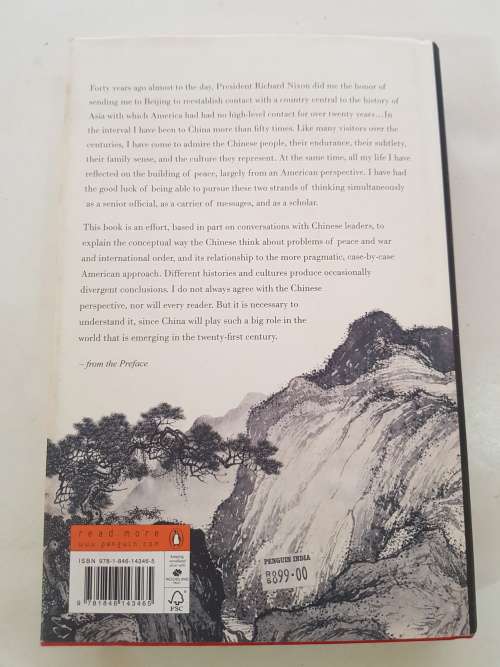 Forty years ago almost to the day, President Richard Nixon did me the honor of
sending me to Beijing to reestablish contact with a country central to the history of
Asia with which America had had no high-level contact for over twenty years…In
the interval I have been to China more than fifty times. Like many visitors over the
centuries, I have come to admire the Chinese people, their endurance, their subtlety,
their family sense, and the culture they represent. At the same time, all my life I have
reflected on the building of peace, largely from an American perspective. I have had
the good luck of being able to pursue these two strands of thinking simultaneously
as a senior official, as a carrier of messages, and as a scholar.
This book is an effort, based in part on conversations with Chinese leaders, to
explain the conceptual way the Chinese think about problems of peace and war
and international order, and its relationship to the more pragmatic, case-by-case
American approach. Different histories and cultures produce occasionally
divergent conclusions. I do not always agree with the Chinese
perspective, nor will every reader. But it is necessary to
understand it, since China will play such a big role in the
world that is emerging in the twenty-first century.
–from the Preface
read more
www.penguin.com
ISBN 978-1-846-14346-5
9 781846 143465
FSC
PENGUIN INDIA
₹899.00